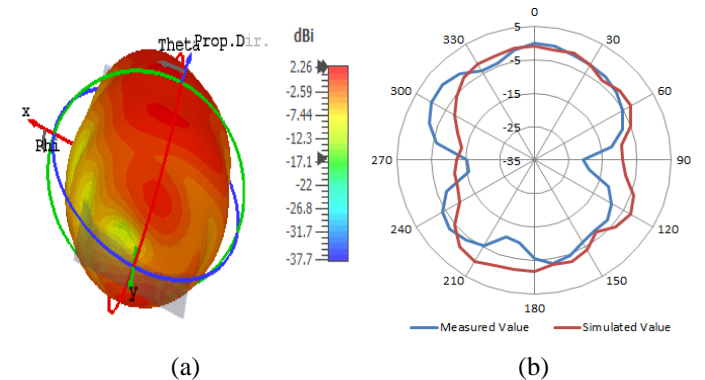 Theta Prop.Dir.
x
Phi
y
dBi
2.26
-2.59
-7.44
-12.3
-17.1
-22
-26.8
-31.7
-37.7
0
30
60
90
120
150
180
210
240
270
300
330
5
-5
-15
-25
-35
Measured Value
Simulated Value
(a)
(b)